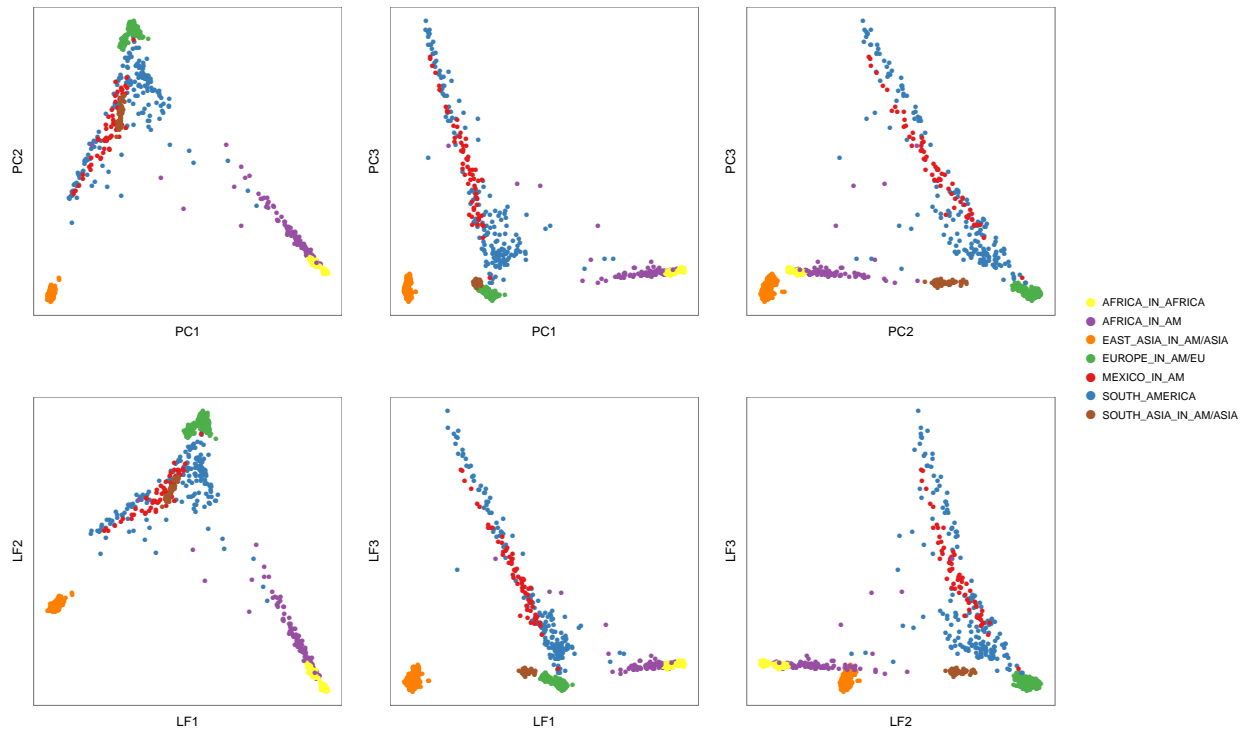 PC2
PC1
PC3
PC1
PC3
PC2
AFRICA_IN_AFRICA
AFRICA_IN_AM
EAST_ASIA_IN_AM/ASIA
EUROPE_IN_AM/EU
MEXICO_IN_AM
SOUTH_AMERICA
SOUTH_ASIA_IN_AM/ASIA
LF2
LF1
LF3
LF1
LF3
LF2